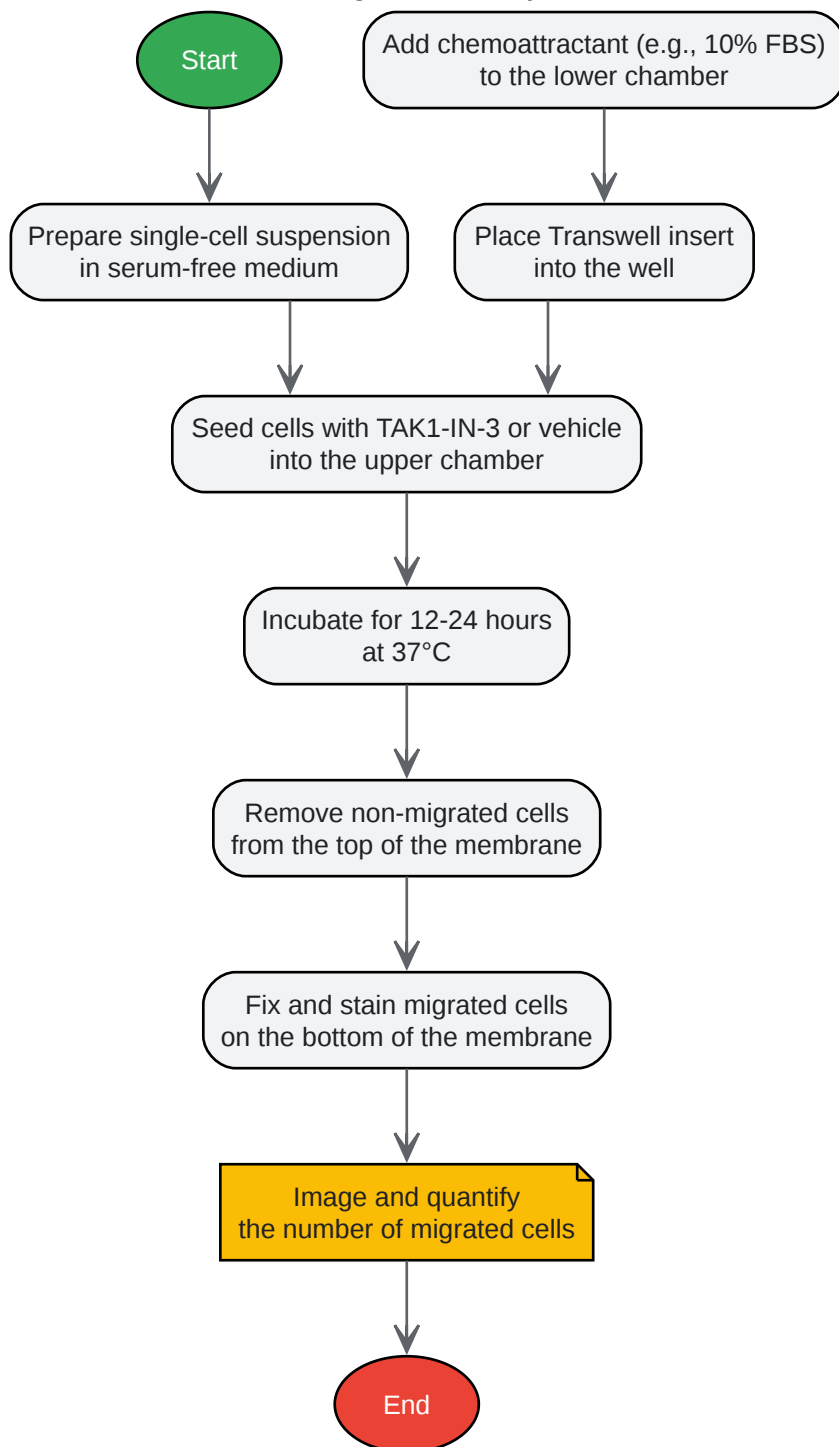 Start
Add chemoattractant (e.g., 10% FBS)
to the lower chamber
Prepare single-cell suspension
in serum-free medium
Place Transwell insert
into the well
Seed cells with TAK1-IN-3 or vehicle
into the upper chamber
Incubate for 12-24 hours
at 37°C
Remove non-migrated cells
from the top of the membrane
Fix and stain migrated cells
on the bottom of the membrane
Image and quantify
the number of migrated cells
End